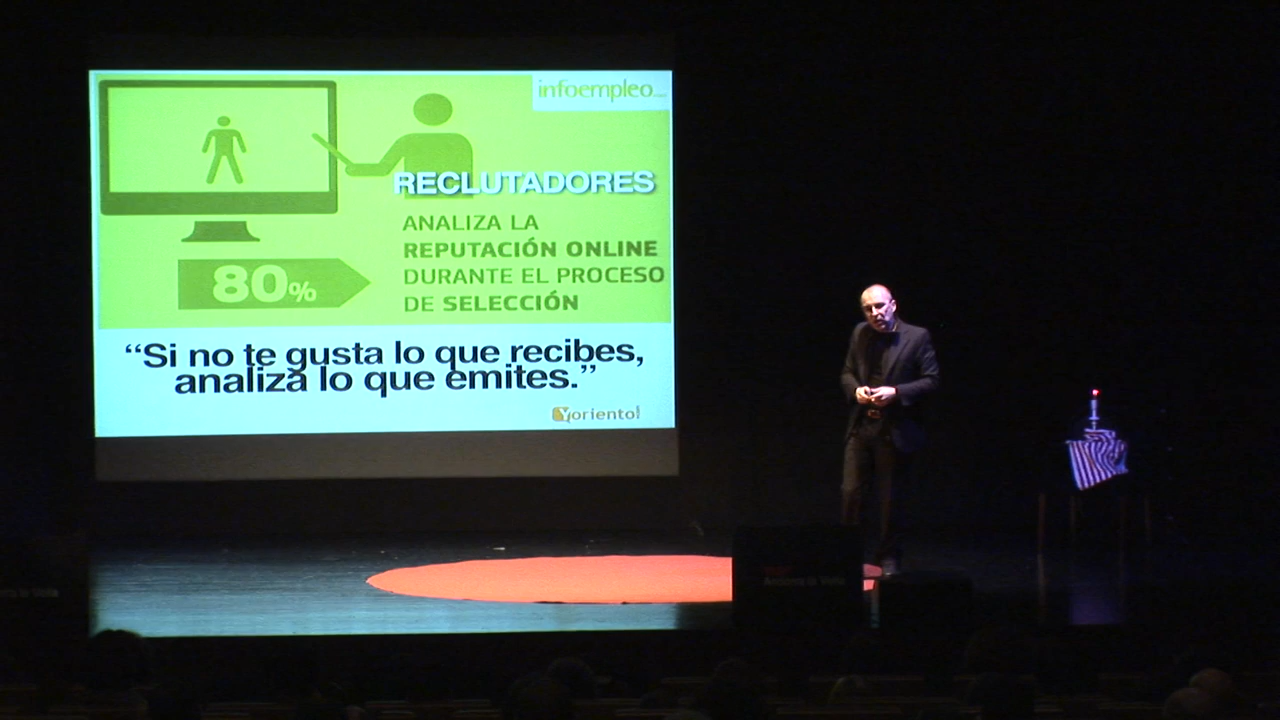 infoempleo
RECLUTADORES
ANALIZA LA
REPUTACIÓN ONLINE
DURANTE EL PROCESO
DE SELECCIÓN
80%
“Si no te gusta lo que recibes,
analiza lo que emites.”
Yoriento!